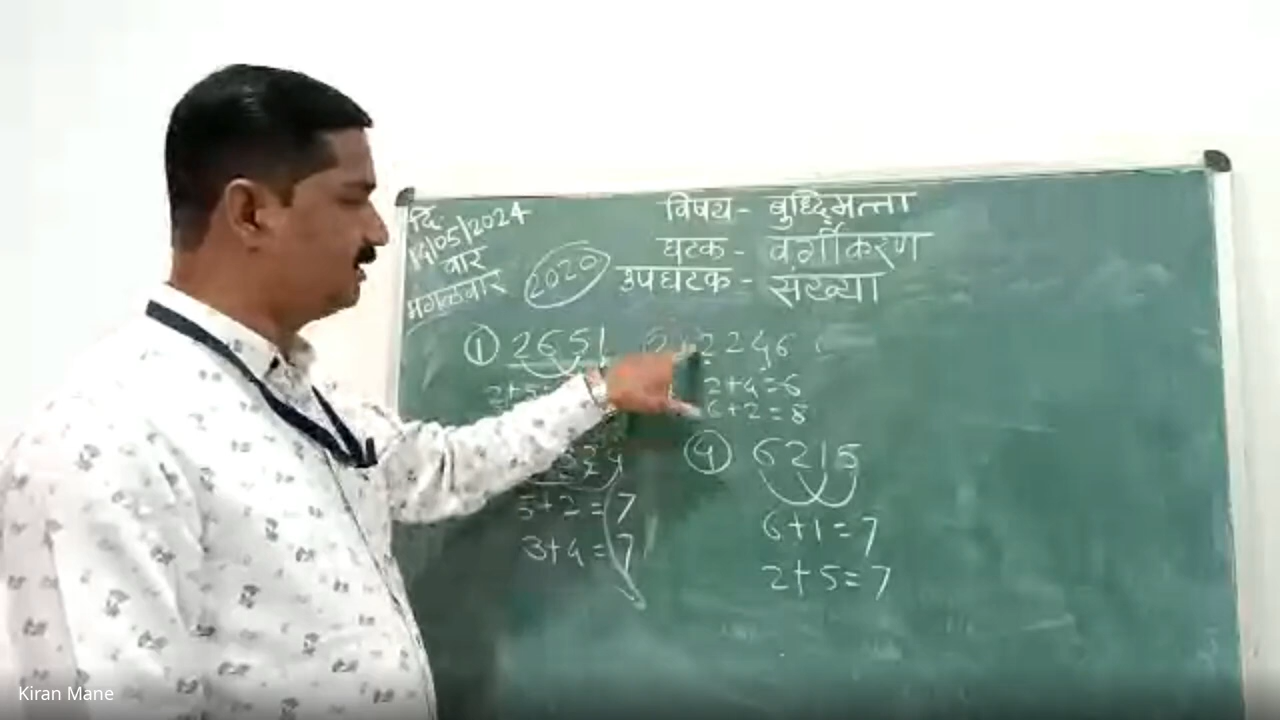 दि:
14/05/2024
वार
मंगळवार
2020
विषय - बुध्दिमत्ता
घटक - वर्गीकरण
उपघटक - संख्या
① 2651
2246
2+4=6
6+2=8
5+2=7
3+4=7
④ 6215
6+1=7
2+5=7
Kiran Mane